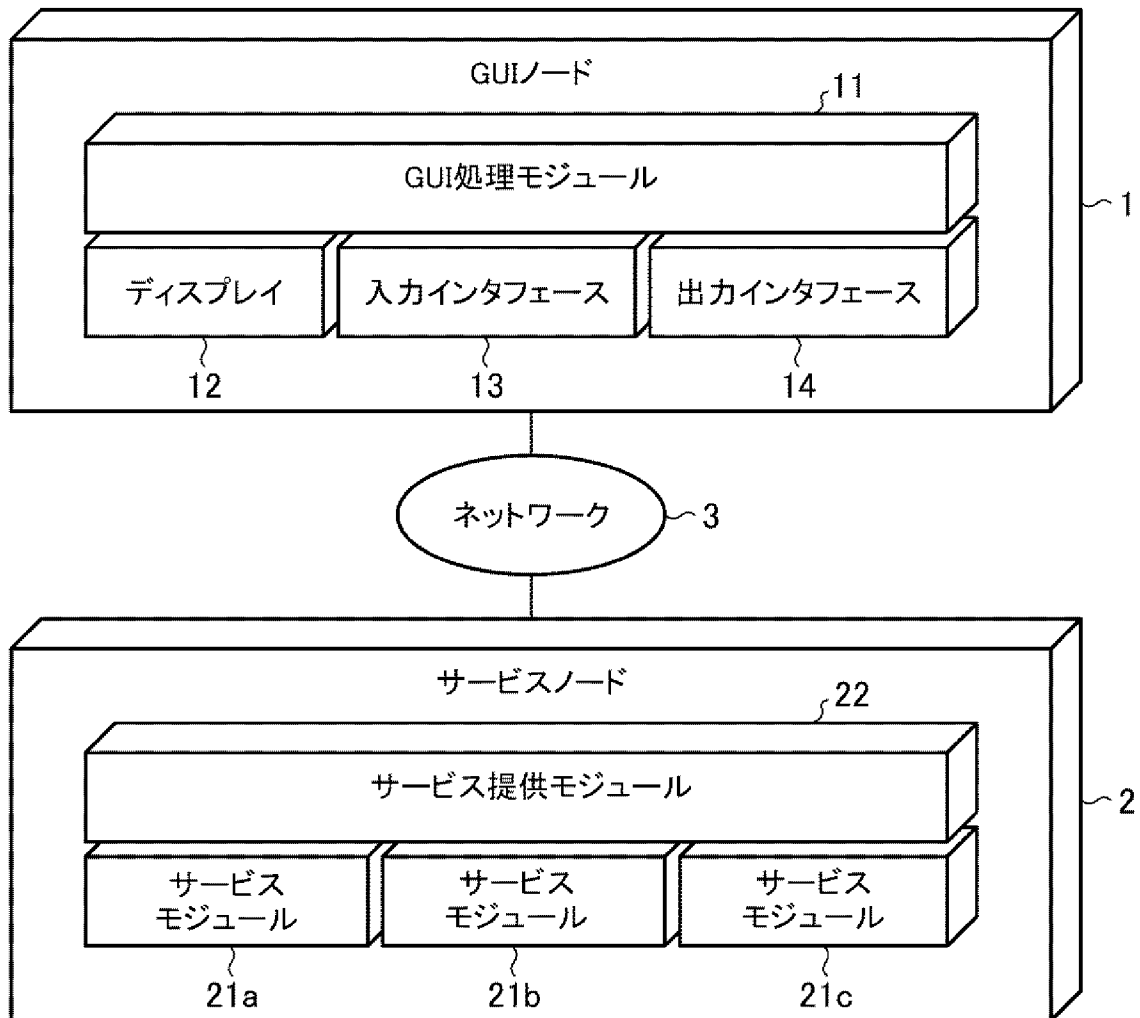 GUIノード
11
GUI処理モジュール
1
ディスプレイ
入力インタフェース
出力インタフェース
12
13
14
ネットワーク
3
サービスノード
22
サービス提供モジュール
2
サービス
モジュール
サービス
モジュール
サービス
モジュール
21a
21b
21c